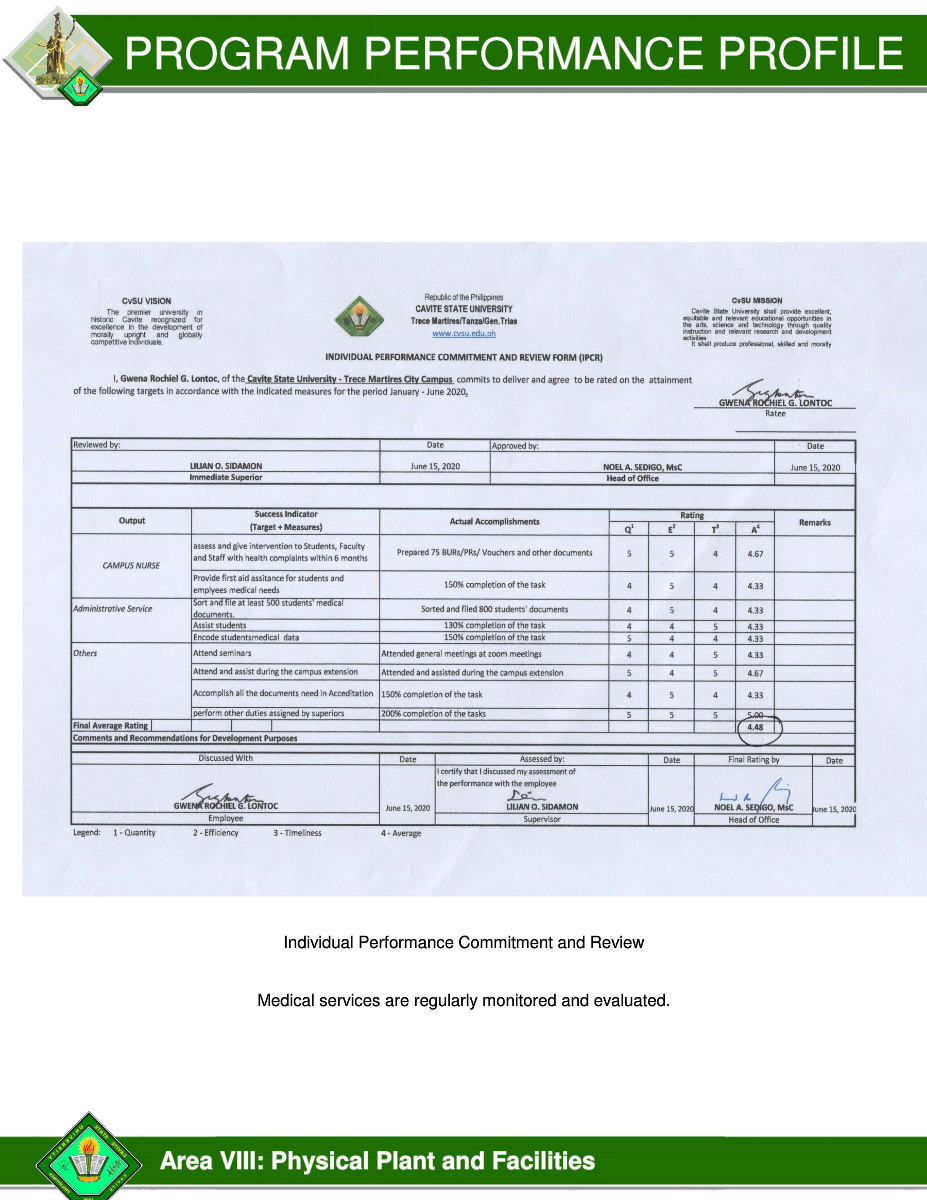 PROGRAM PERFORMANCE PROFILE
CvSU VISION
The premier university in
historic Cavite recognized for
excellence in the development of
morally upright and globally
competitive individuals.
Republic of the Philippines
CAVITE STATE UNIVERSITY
Trece Martires/Tanza/Gen.Trias
www.cvsu.edu.ph
CvSU MISSION
Cavite State University shall provide excellent,
equitable and relevant educational opportunities in
the arts, science and technology through quality
instruction and relevant research and development
activities
It shall produce professional, skilled and morally
INDIVIDUAL PERFORMANCE COMMITMENT AND REVIEW FORM (IPCR)
I, Gwena Rochiel G. Lontoc, of the Cavite State University - Trece Martires City Campus commits to deliver and agree to be rated on the attainment
of the following targets in accordance with the indicated measures for the period January - June 2020.
GWENA ROCHIEL G. LONTOC
Ratee
Reviewed by: Date Approved by: Date
LILIAN O. SIDAMON June 15, 2020 NOEL A. SEDIGO, MsC June 15, 2020
Immediate Superior Head of Office
Output Success Indicator (Target + Measures) Actual Accomplishments Rating Remarks
Q¹ E² T³ A⁴
CAMPUS NURSE assess and give intervention to Students, Faculty
and Staff with health complaints within 6 months Prepared 75 BURs/PRs/ Vouchers and other documents 5 5 4 4.67
Provide first aid assitance for students and
emplyees medical needs 150% completion of the task 4 5 4 4.33
Administrative Service Sort and file at least 500 students' medical
documents. Sorted and filed 800 students' documents 4 5 4 4.33
Assist students 130% completion of the task 4 4 5 4.33
Encode studentsmedical data 150% completion of the task 5 4 4 4.33
Others Attend seminars Attended general meetings at zoom meetings 4 4 5 4.33
Attend and assist during the campus extension Attended and assisted during the campus extension 5 4 5 4.67
Accomplish all the documents need in Accreditation 150% completion of the task 4 5 4 4.33
perform other duties assigned by superiors 200% completion of the tasks 5 5 5 5.00
Final Average Rating 4.48
Comments and Recommendations for Development Purposes
Discussed With Date Assessed by: Date Final Rating by Date
I certify that I discussed my assessment of
the performance with the employee
GWENA ROCHIEL G. LONTOC June 15, 2020 LILIAN O. SIDAMON June 15, 2020 NOEL A. SEDIGO, MsC June 15, 2020
Employee Supervisor Head of Office
Legend: 1 - Quantity 2 - Efficiency 3 - Timeliness 4 - Average
Individual Performance Commitment and Review
Medical services are regularly monitored and evaluated.
Area VIII: Physical Plant and Facilities